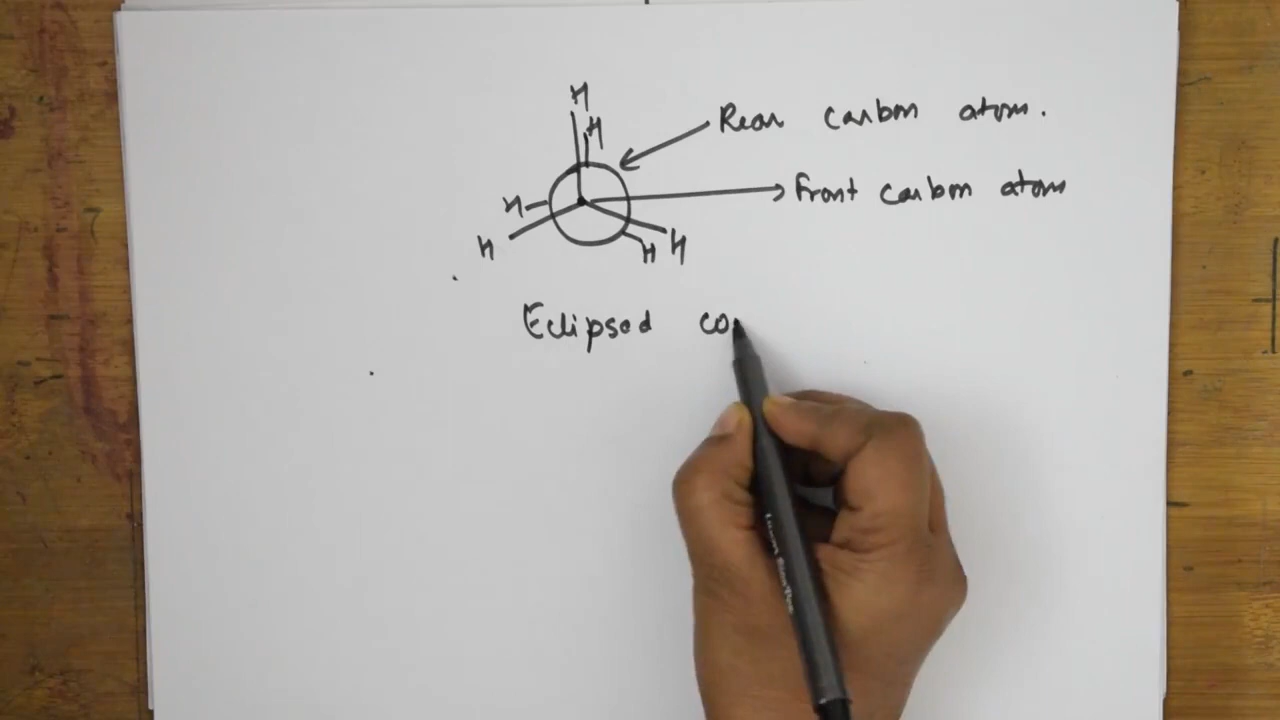 H
H Rear carbon atom.
H Front carbon atom
H H H
Eclipsed co